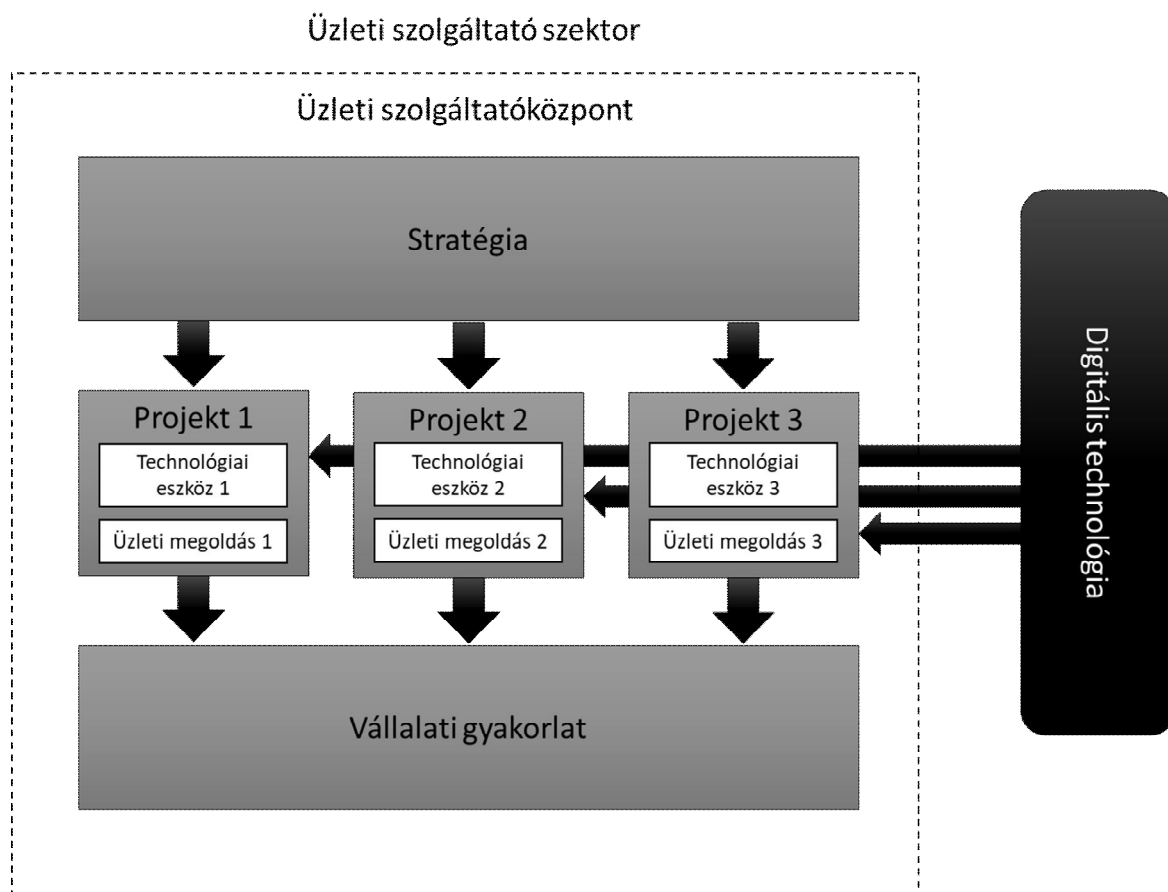 Üzleti szolgáltató szektor
Üzleti szolgáltatóközpont
Stratégia
Projekt 1
Technológiai
eszköz 1
Üzleti megoldás 1
Projekt 2
Technológiai
eszköz 2
Üzleti megoldás 2
Projekt 3
Technológiai
eszköz 3
Üzleti megoldás 3
Vállalati gyakorlat
Digitális technológia